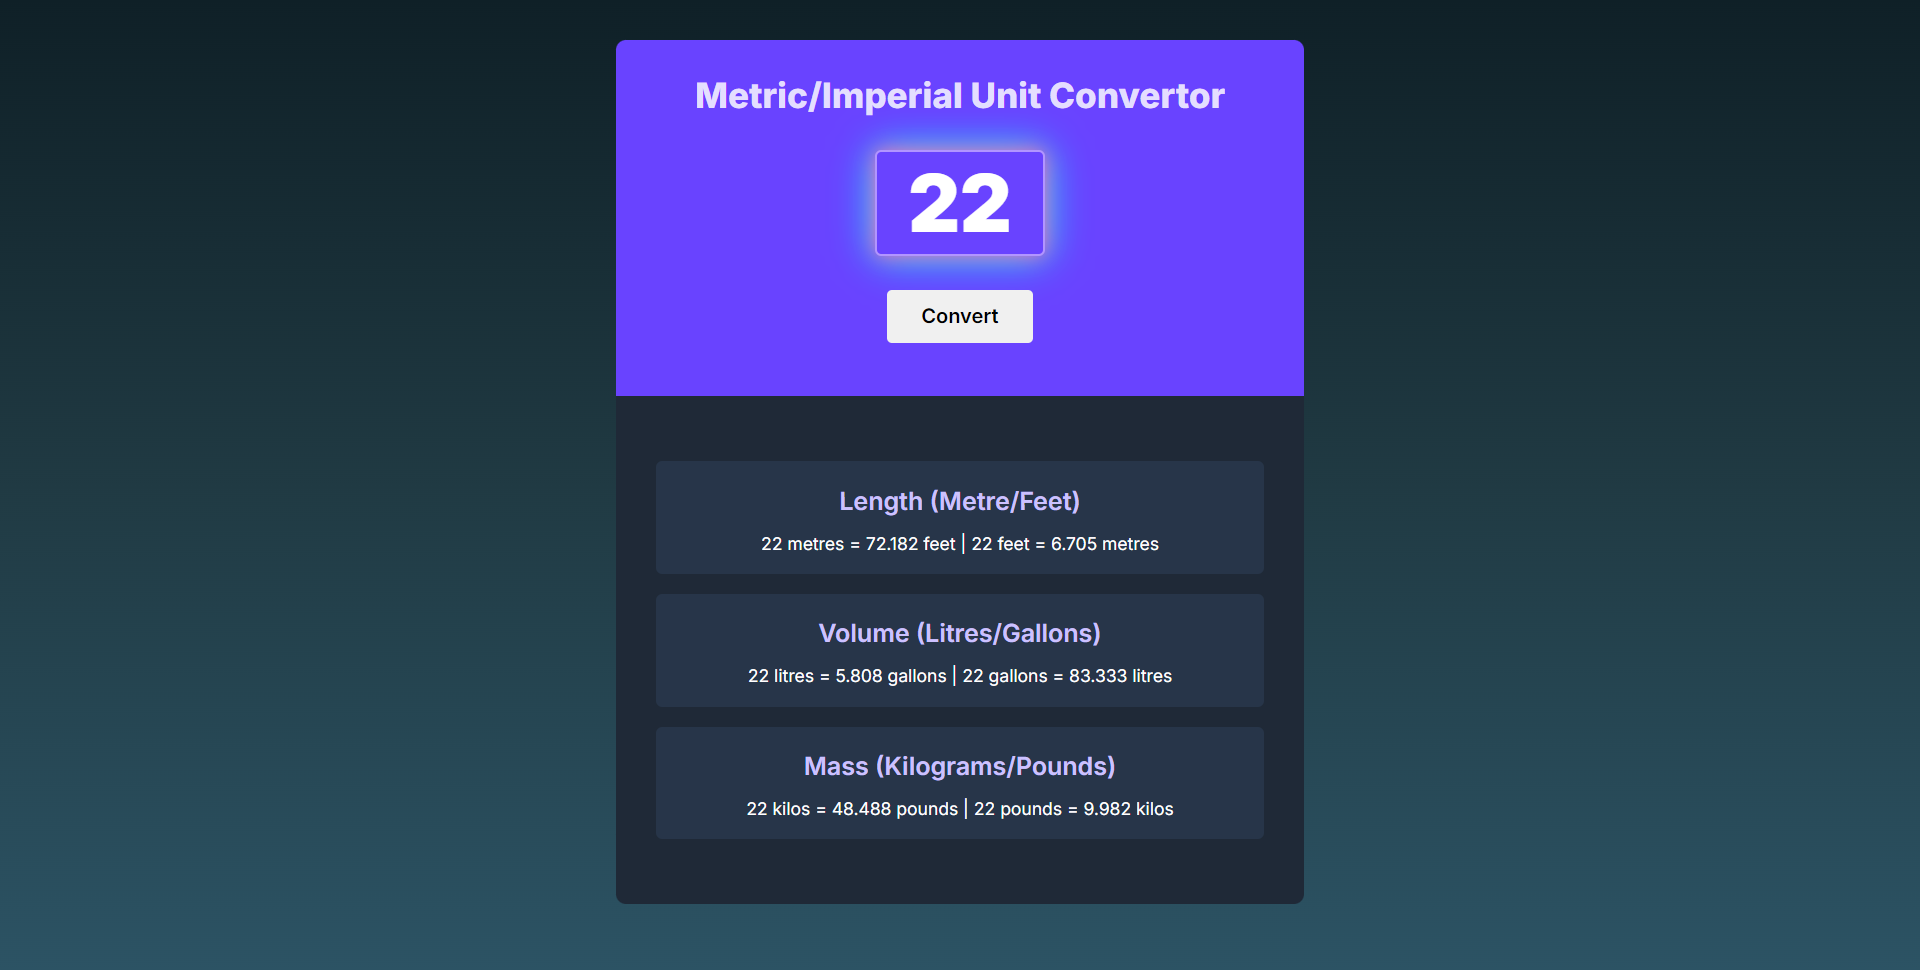 Metric/Imperial Unit Convertor
22
Convert
Length (Metre/Feet)
22 metres = 72.182 feet | 22 feet = 6.705 metres
Volume (Litres/Gallons)
22 litres = 5.808 gallons | 22 gallons = 83.333 litres
Mass (Kilograms/Pounds)
22 kilos = 48.488 pounds | 22 pounds = 9.982 kilos